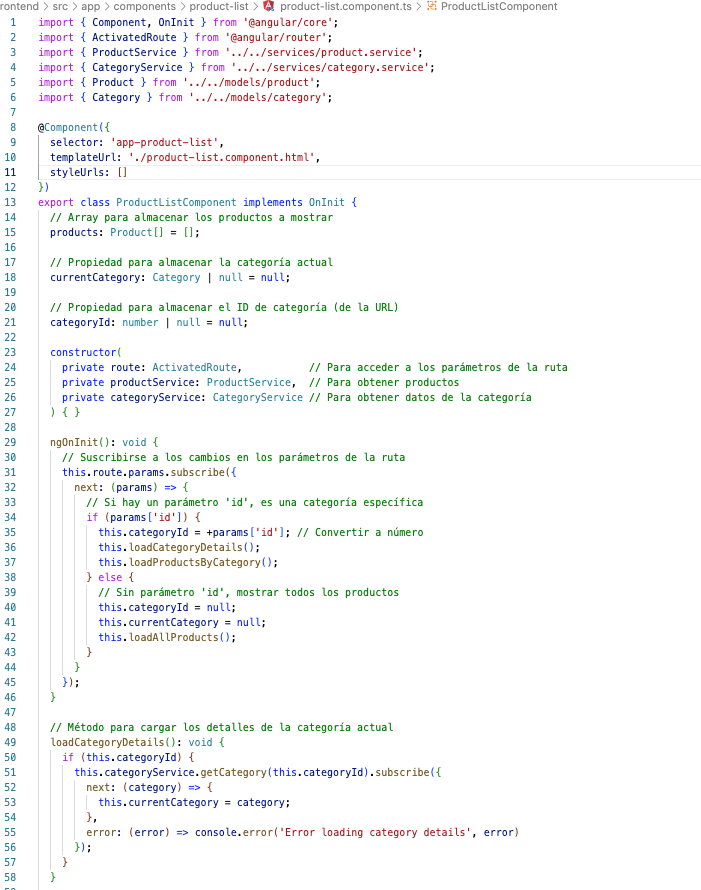 rontend > src > app > components > product-list > product-list.component.ts > ProductListComponent
1 import { Component, OnInit } from '@angular/core';
2 import { ActivatedRoute } from '@angular/router';
3 import { ProductService } from '../../services/product.service';
4 import { CategoryService } from '../../services/category.service';
5 import { Product } from '../../models/product';
6 import { Category } from '../../models/category';
7
8 @Component({
9   selector: 'app-product-list',
10   templateUrl: './product-list.component.html',
11   styleUrls: []
12 })
13 export class ProductListComponent implements OnInit {
14   // Array para almacenar los productos a mostrar
15   products: Product[] = [];
16
17   // Propiedad para almacenar la categoría actual
18   currentCategory: Category | null = null;
19
20   // Propiedad para almacenar el ID de categoría (de la URL)
21   categoryId: number | null = null;
22
23   constructor(
24     private route: ActivatedRoute,           // Para acceder a los parámetros de la ruta
25     private productService: ProductService,  // Para obtener productos
26     private categoryService: CategoryService // Para obtener datos de la categoría
27   ) { }
28
29   ngOnInit(): void {
30     // Suscribirse a los cambios en los parámetros de la ruta
31     this.route.params.subscribe({
32       next: (params) => {
33         // Si hay un parámetro 'id', es una categoría específica
34         if (params['id']) {
35           this.categoryId = +params['id']; // Convertir a número
36           this.loadCategoryDetails();
37           this.loadProductsByCategory();
38         } else {
39           // Sin parámetro 'id', mostrar todos los productos
40           this.categoryId = null;
41           this.currentCategory = null;
42           this.loadAllProducts();
43         }
44       }
45     });
46   }
47
48   // Método para cargar los detalles de la categoría actual
49   loadCategoryDetails(): void {
50     if (this.categoryId) {
51       this.categoryService.getCategory(this.categoryId).subscribe({
52         next: (category) => {
53           this.currentCategory = category;
54         },
55         error: (error) => console.error('Error loading category details', error)
56       });
57     }
58   }